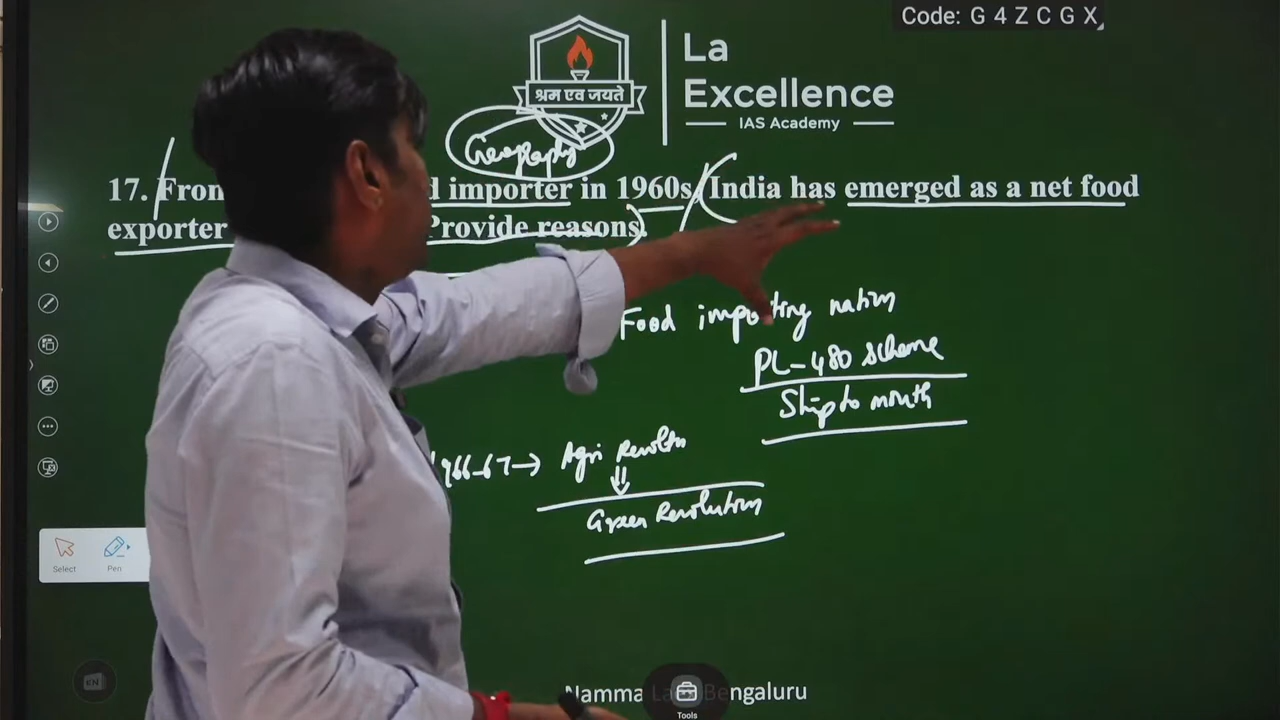 Code: G 4 Z C G X
La
Excellence
IAS Academy
श्रम एव जयते
Geography
17. From importer in 1960s, India has emerged as a net food
exporter Provide reasons.
Food importing nation
PL-480 scheme
Ship to mouth
1966-67 → Agri Revoltn
Green Revolution
Select
Pen
EN
Namma Bengaluru
Tools